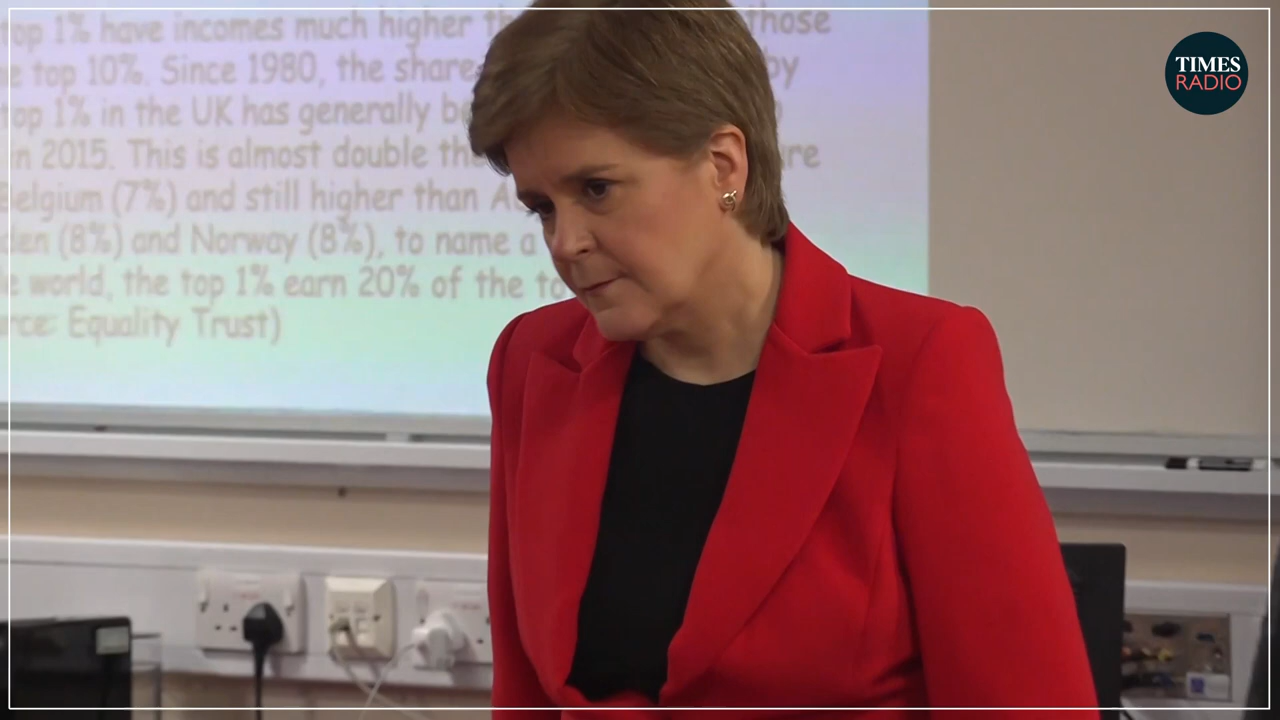 top 1% have incomes much higher th
those
e top 10%. Since 1980, the share
by
top 1% in the UK has generally be
n 2015. This is almost double the
are
Belgium (7%) and still higher than A
den (8%) and Norway (8%), to name a
e world, the top 1% earn 20% of the to
rce: Equality Trust)
TIMES
RADIO